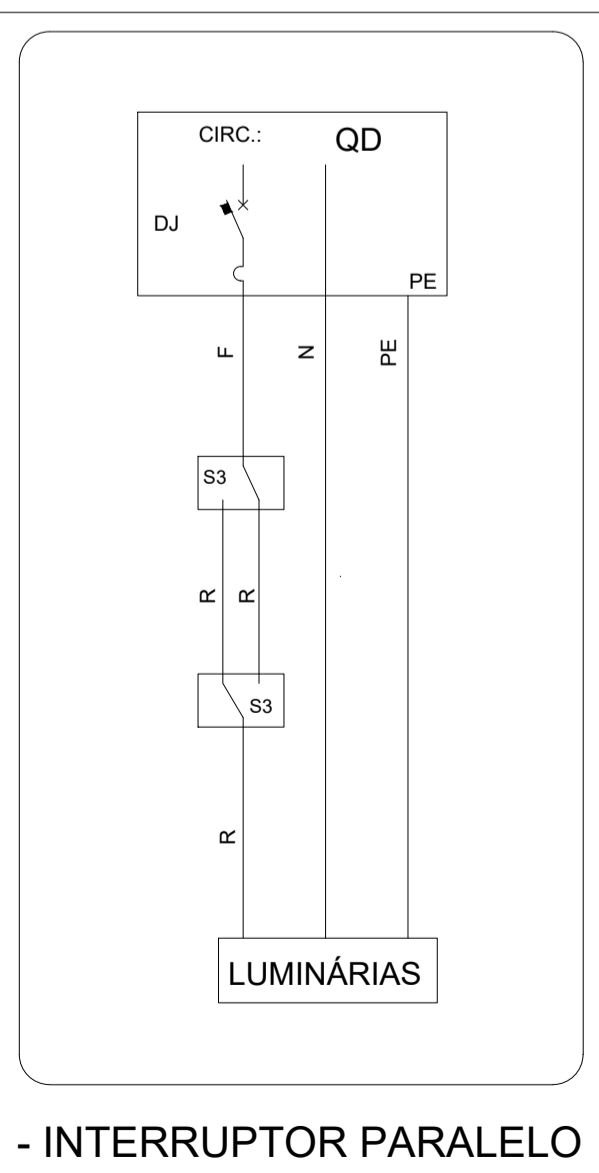 CIRC.: QD
DJ
PE
F N PE
S3
R R
S3
R
LUMINÁRIAS
- INTERRUPTOR PARALELO